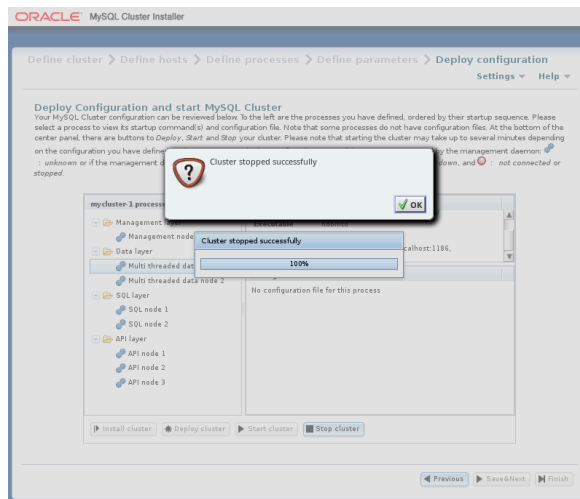 ORACLE MySQL Cluster Installer
Define cluster > Define hosts > Define processes > Define parameters > Deploy configuration
Settings Help
Deploy Configuration and start MySQL Cluster
Your MySQL Cluster configuration can be reviewed below. To the left are the processes you have defined, ordered by their startup sequence. Please
select a process to view its startup command(s) and configuration file. Note that some processes do not have configuration files. At the bottom of the
center panel, there are buttons to Deploy, Start and Stop your cluster. Please note that starting the cluster may take up to several minutes depending
on the configuration you have define by the management daemon:
: unknown or if the management d down, and : not connected or
stopped.
Cluster stopped successfully
OK
mycluster-1 processe
Management layer
Management node
Data layer
Multi threaded dat
Multi threaded data node 2
SQL layer
SQL node 1
SQL node 2
API layer
API node 1
API node 2
API node 3
Executable
calhost:1186,
Cluster stopped successfully
100%
No configuration file for this process
Install cluster Deploy cluster Start cluster Stop cluster
Previous Save&Next Finish